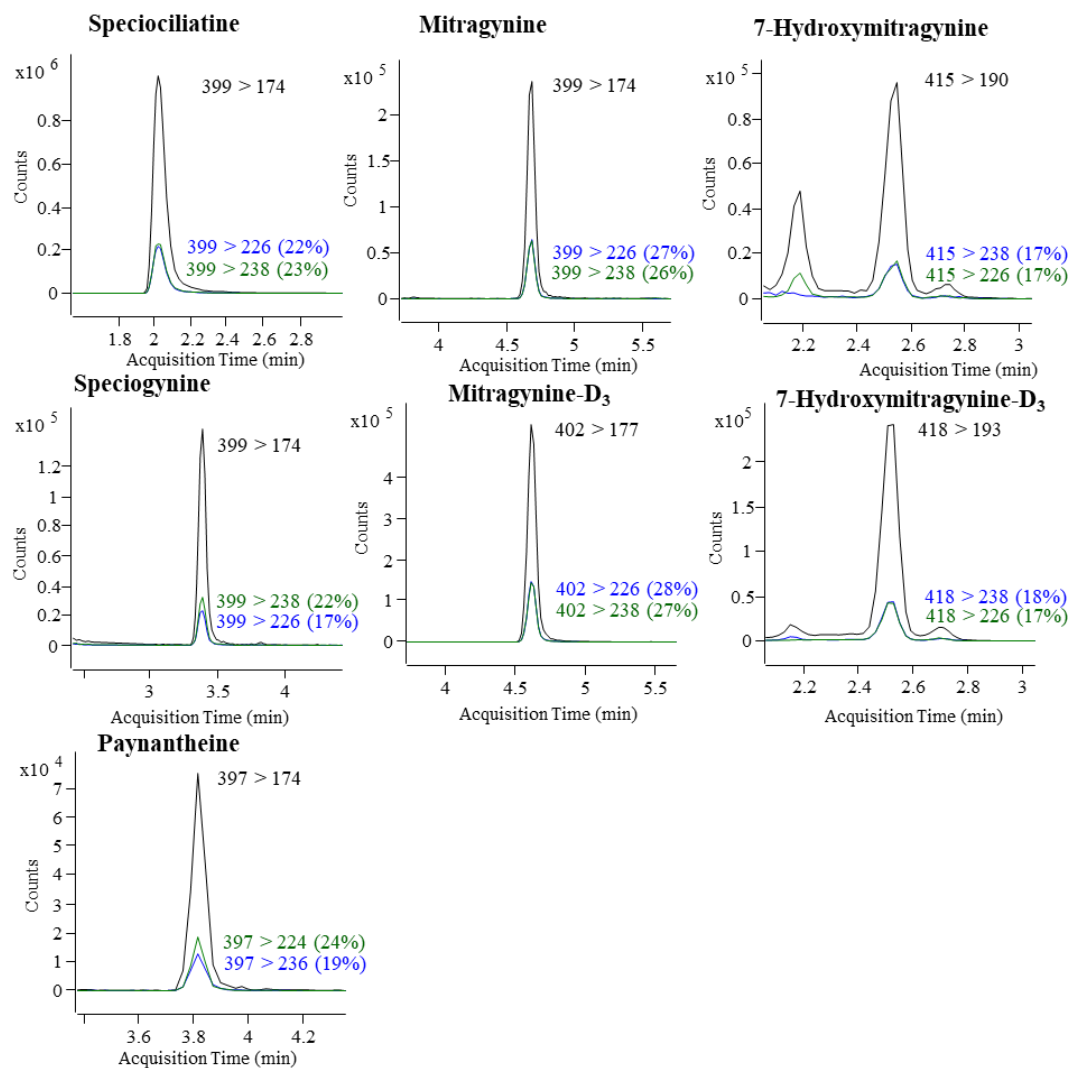 Speciociliatine
x10 6
399 > 174
0.8
0.6
0.4
0.2
0
Counts
399 > 226 (22%)
399 > 238 (23%)
1.8 2 2.2 2.4 2.6 2.8
Acquisition Time (min)
Mitragynine
x10 5
399 > 174
2
1.5
1
0.5
0
Counts
399 > 226 (27%)
399 > 238 (26%)
4 4.5 5 5.5
Acquisition Time (min)
7-Hydroxymitragynine
x10 5
415 > 190
1
0.8
0.6
0.4
0.2
0
Counts
415 > 238 (17%)
415 > 226 (17%)
2.2 2.4 2.6 2.8 3
Acquisition Time (min)
Speciogynine
x10 5
399 > 174
1.2
1
0.8
0.6
0.4
0.2
0
Counts
399 > 238 (22%)
399 > 226 (17%)
3 3.5 4
Acquisition Time (min)
Mitragynine-D3
x10 5
402 > 177
4
3
2
1
0
Counts
402 > 226 (28%)
402 > 238 (27%)
4 4.5 5 5.5
Acquisition Time (min)
7-Hydroxymitragynine-D3
x10 5
418 > 193
2
1.5
1
0.5
0
Counts
418 > 238 (18%)
418 > 226 (17%)
2.2 2.4 2.6 2.8 3
Acquisition Time (min)
Paynantheine
x10 4
397 > 174
7
6
5
4
3
2
1
0
Counts
397 > 224 (24%)
397 > 236 (19%)
3.6 3.8 4 4.2
Acquisition Time (min)